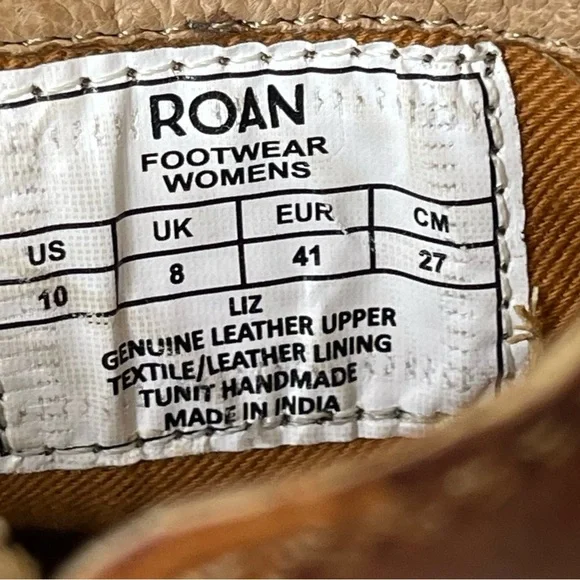 ROAN
FOOTWEAR
WOMENS
US UK EUR CM
10 8 41 27
LIZ
GENUINE LEATHER UPPER
TEXTILE/LEATHER LINING
TUNIT HANDMADE
MADE IN INDIA